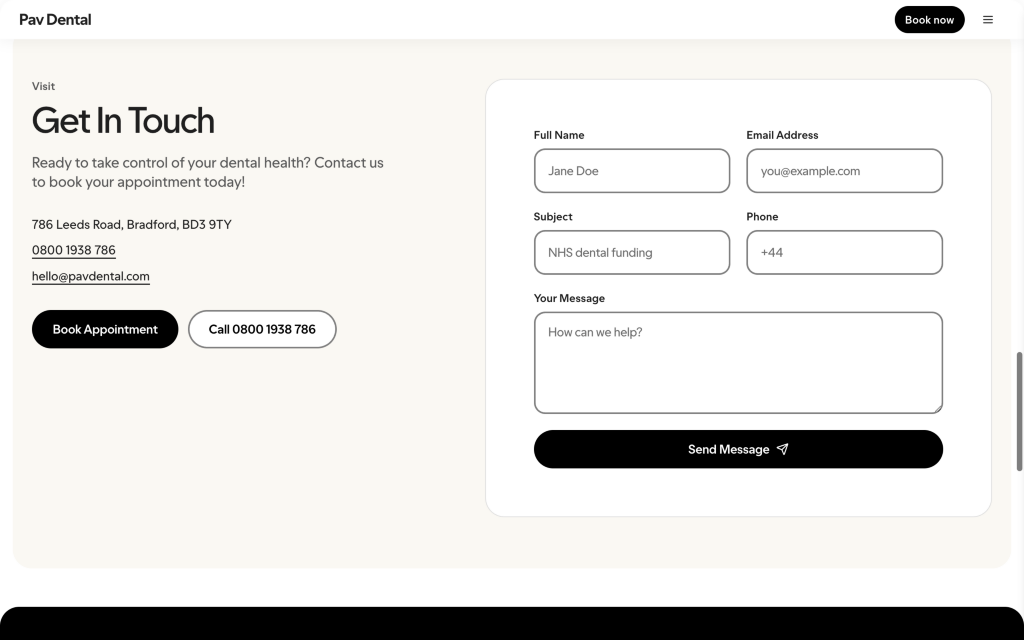 Pav Dental
Book now
Visit
Get In Touch
Ready to take control of your dental health? Contact us
to book your appointment today!
786 Leeds Road, Bradford, BD3 9TY
0800 1938 786
hello@pavdental.com
Book Appointment
Call 0800 1938 786
Full Name
Jane Doe
Email Address
you@example.com
Subject
NHS dental funding
Phone
+44
Your Message
How can we help?
Send Message